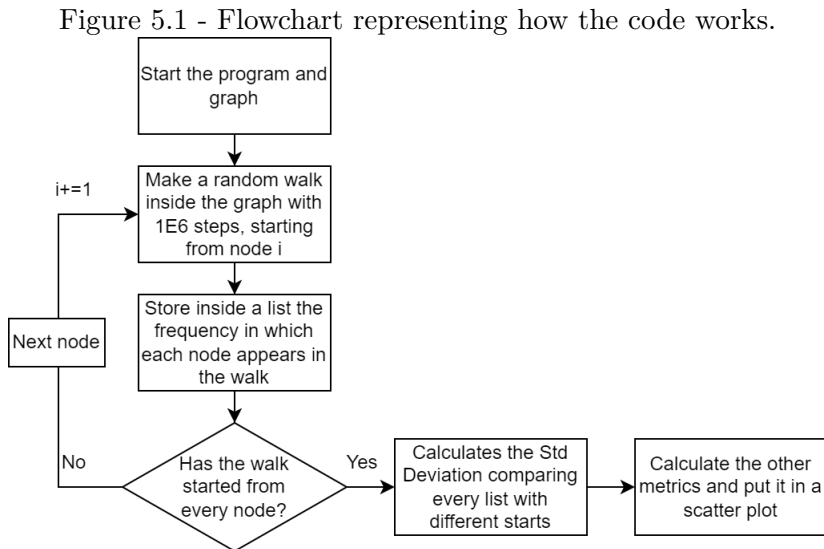 Figure 5.1 - Flowchart representing how the code works.
Start the program and
graph
i+=1
Make a random walk
inside the graph with
1E6 steps, starting
from node i
Next node
Store inside a list the
frequency in which
each node appears in
the walk
No
Has the walk
started from
every node?
Yes
Calculates the Std
Deviation comparing
every list with
different starts
Calculate the other
metrics and put it in a
scatter plot